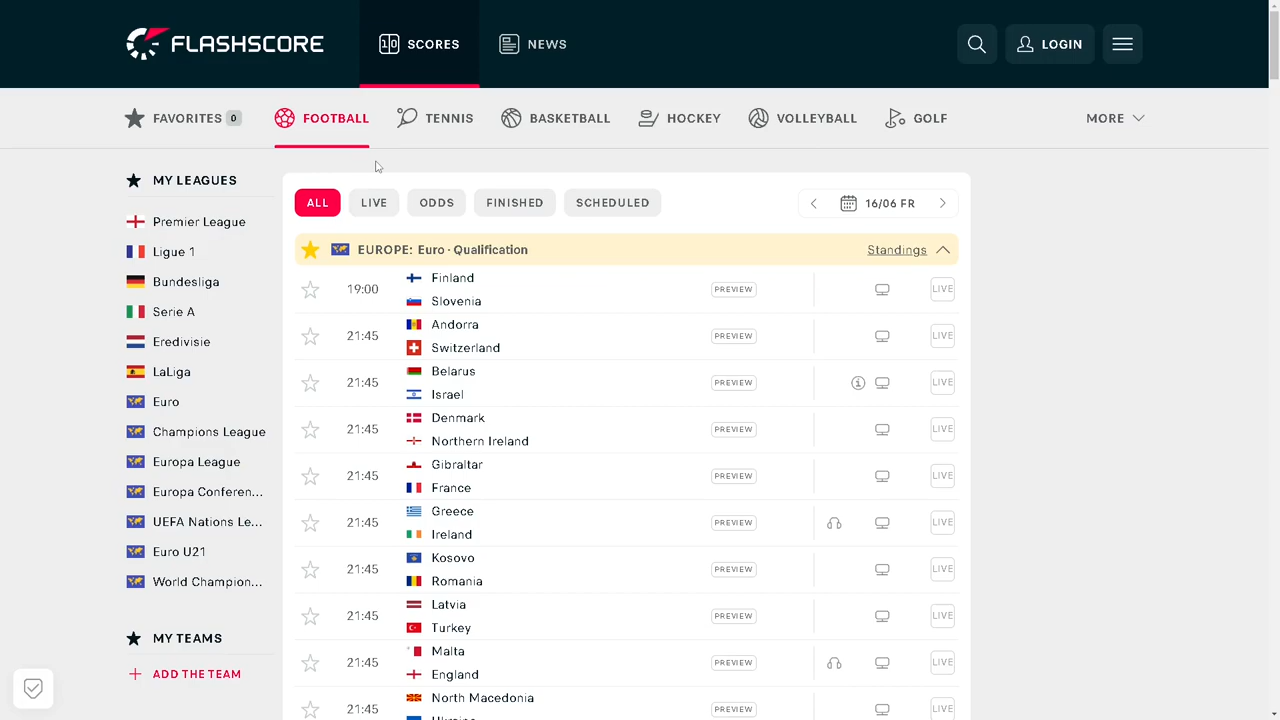 FLASHSCORE
SCORES
NEWS
LOGIN
FAVORITES 0
FOOTBALL
TENNIS
BASKETBALL
HOCKEY
VOLLEYBALL
GOLF
MORE
MY LEAGUES
Premier League
Ligue 1
Bundesliga
Serie A
Eredivisie
LaLiga
Euro
Champions League
Europa League
Europa Conferen...
UEFA Nations Le...
Euro U21
World Champion...
MY TEAMS
ADD THE TEAM
ALL
LIVE
ODDS
FINISHED
SCHEDULED
16/06 FR
EUROPE: Euro - Qualification
Standings
19:00
Finland
Slovenia
PREVIEW
LIVE
21:45
Andorra
Switzerland
PREVIEW
LIVE
21:45
Belarus
Israel
PREVIEW
LIVE
21:45
Denmark
Northern Ireland
PREVIEW
LIVE
21:45
Gibraltar
France
PREVIEW
LIVE
21:45
Greece
Ireland
PREVIEW
LIVE
21:45
Kosovo
Romania
PREVIEW
LIVE
21:45
Latvia
Turkey
PREVIEW
LIVE
21:45
Malta
England
PREVIEW
LIVE
21:45
North Macedonia
PREVIEW
LIVE